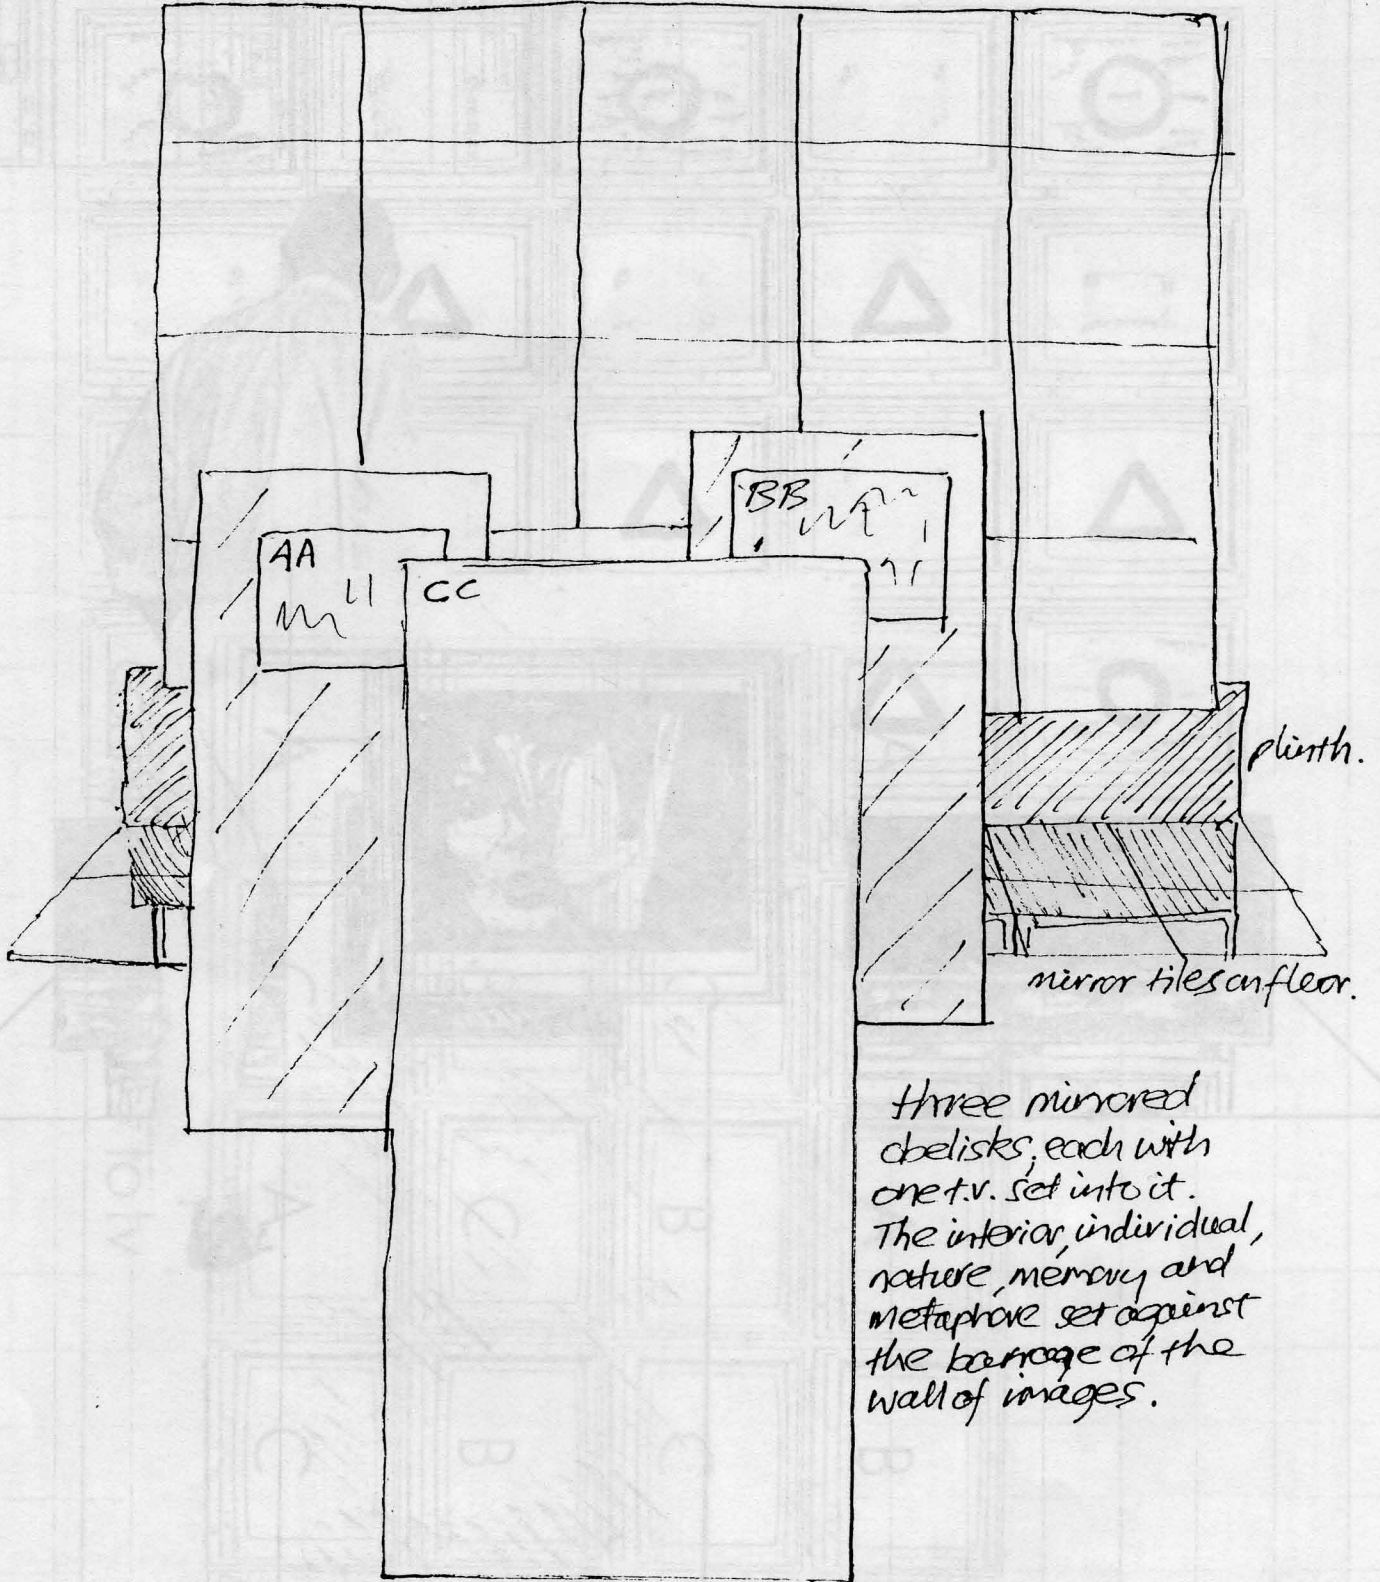 BB
AA
CC
plinth.
mirror tiles on floor.
three mirrored
obelisks, each with
one t.v. set into it.
The interior, individual,
nature, memory and
metaphore set against
the barrage of the
wall of images.